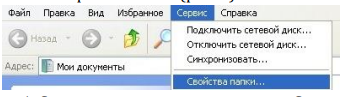 Файл Правка Вид Избранное Сервис Справка
Подключить сетевой диск...
Назад
Отключить сетевой диск...
Синхронизовать...
Адрес: Мои документы
Свойства папки...